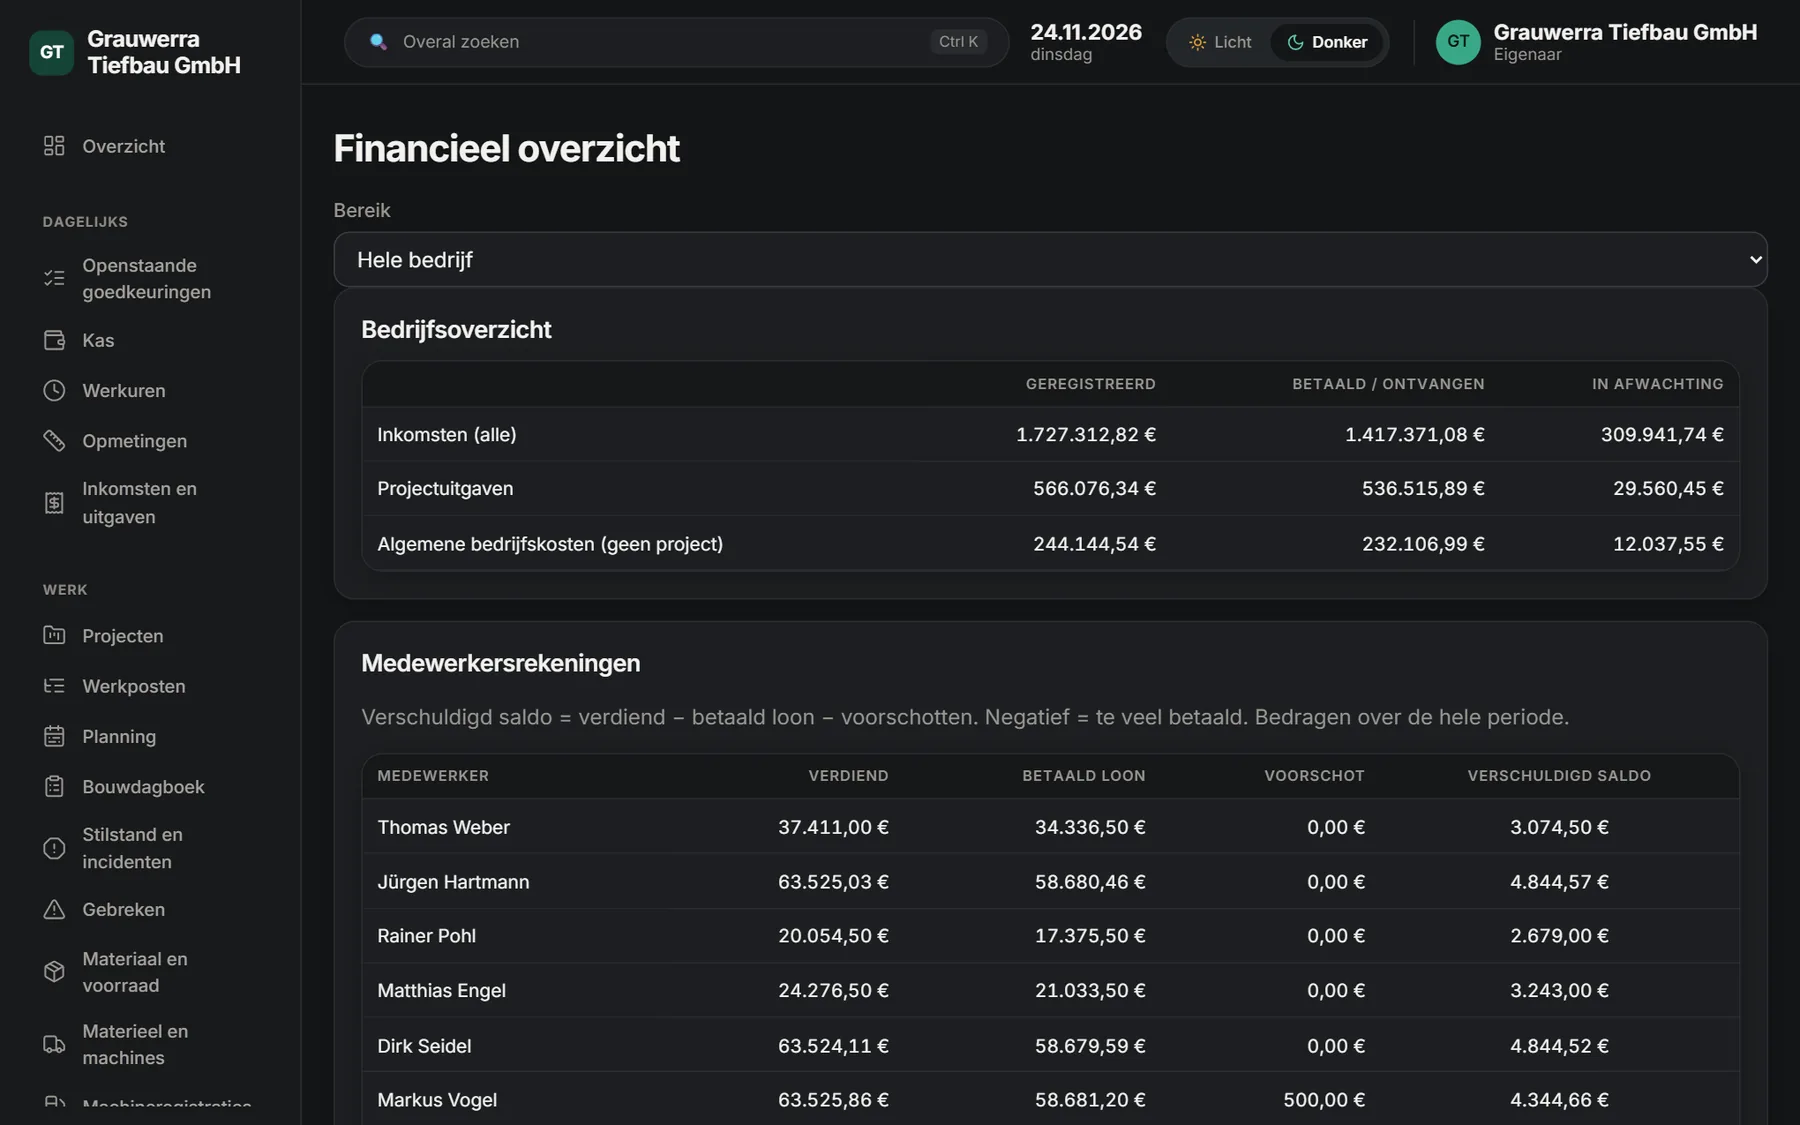 GT
Grauwerra
Tiefbau GmbH
Overal zoeken
Ctrl K
24.11.2026
dinsdag
Licht
Donker
GT
Grauwerra Tiefbau GmbH
Eigenaar
Overzicht
DAGELIJKS
Openstaande
goedkeuringen
Kas
Werkuren
Opmetingen
Inkomsten en
uitgaven
WERK
Projecten
Werkposten
Planning
Bouwdagboek
Stilstand en
incidenten
Gebreken
Materiaal en
voorraad
Materieel en
machines
Machineregistraties
Financieel overzicht
Bereik
Hele bedrijf
Bedrijfsoverzicht
GEREGISTREERD BETAALD / ONTVANGEN IN AFWACHTING
Inkomsten (alle) 1.727.312,82 € 1.417.371,08 € 309.941,74 €
Projectuitgaven 566.076,34 € 536.515,89 € 29.560,45 €
Algemene bedrijfskosten (geen project) 244.144,54 € 232.106,99 € 12.037,55 €
Medewerkersrekeningen
Verschuldigd saldo = verdiend − betaald loon − voorschotten. Negatief = te veel betaald. Bedragen over de hele periode.
MEDEWERKER VERDIEND BETAALD LOON VOORSCHOT VERSCHULDIGD SALDO
Thomas Weber 37.411,00 € 34.336,50 € 0,00 € 3.074,50 €
Jürgen Hartmann 63.525,03 € 58.680,46 € 0,00 € 4.844,57 €
Rainer Pohl 20.054,50 € 17.375,50 € 0,00 € 2.679,00 €
Matthias Engel 24.276,50 € 21.033,50 € 0,00 € 3.243,00 €
Dirk Seidel 63.524,11 € 58.679,59 € 0,00 € 4.844,52 €
Markus Vogel 63.525,86 € 58.681,20 € 500,00 € 4.344,66 €